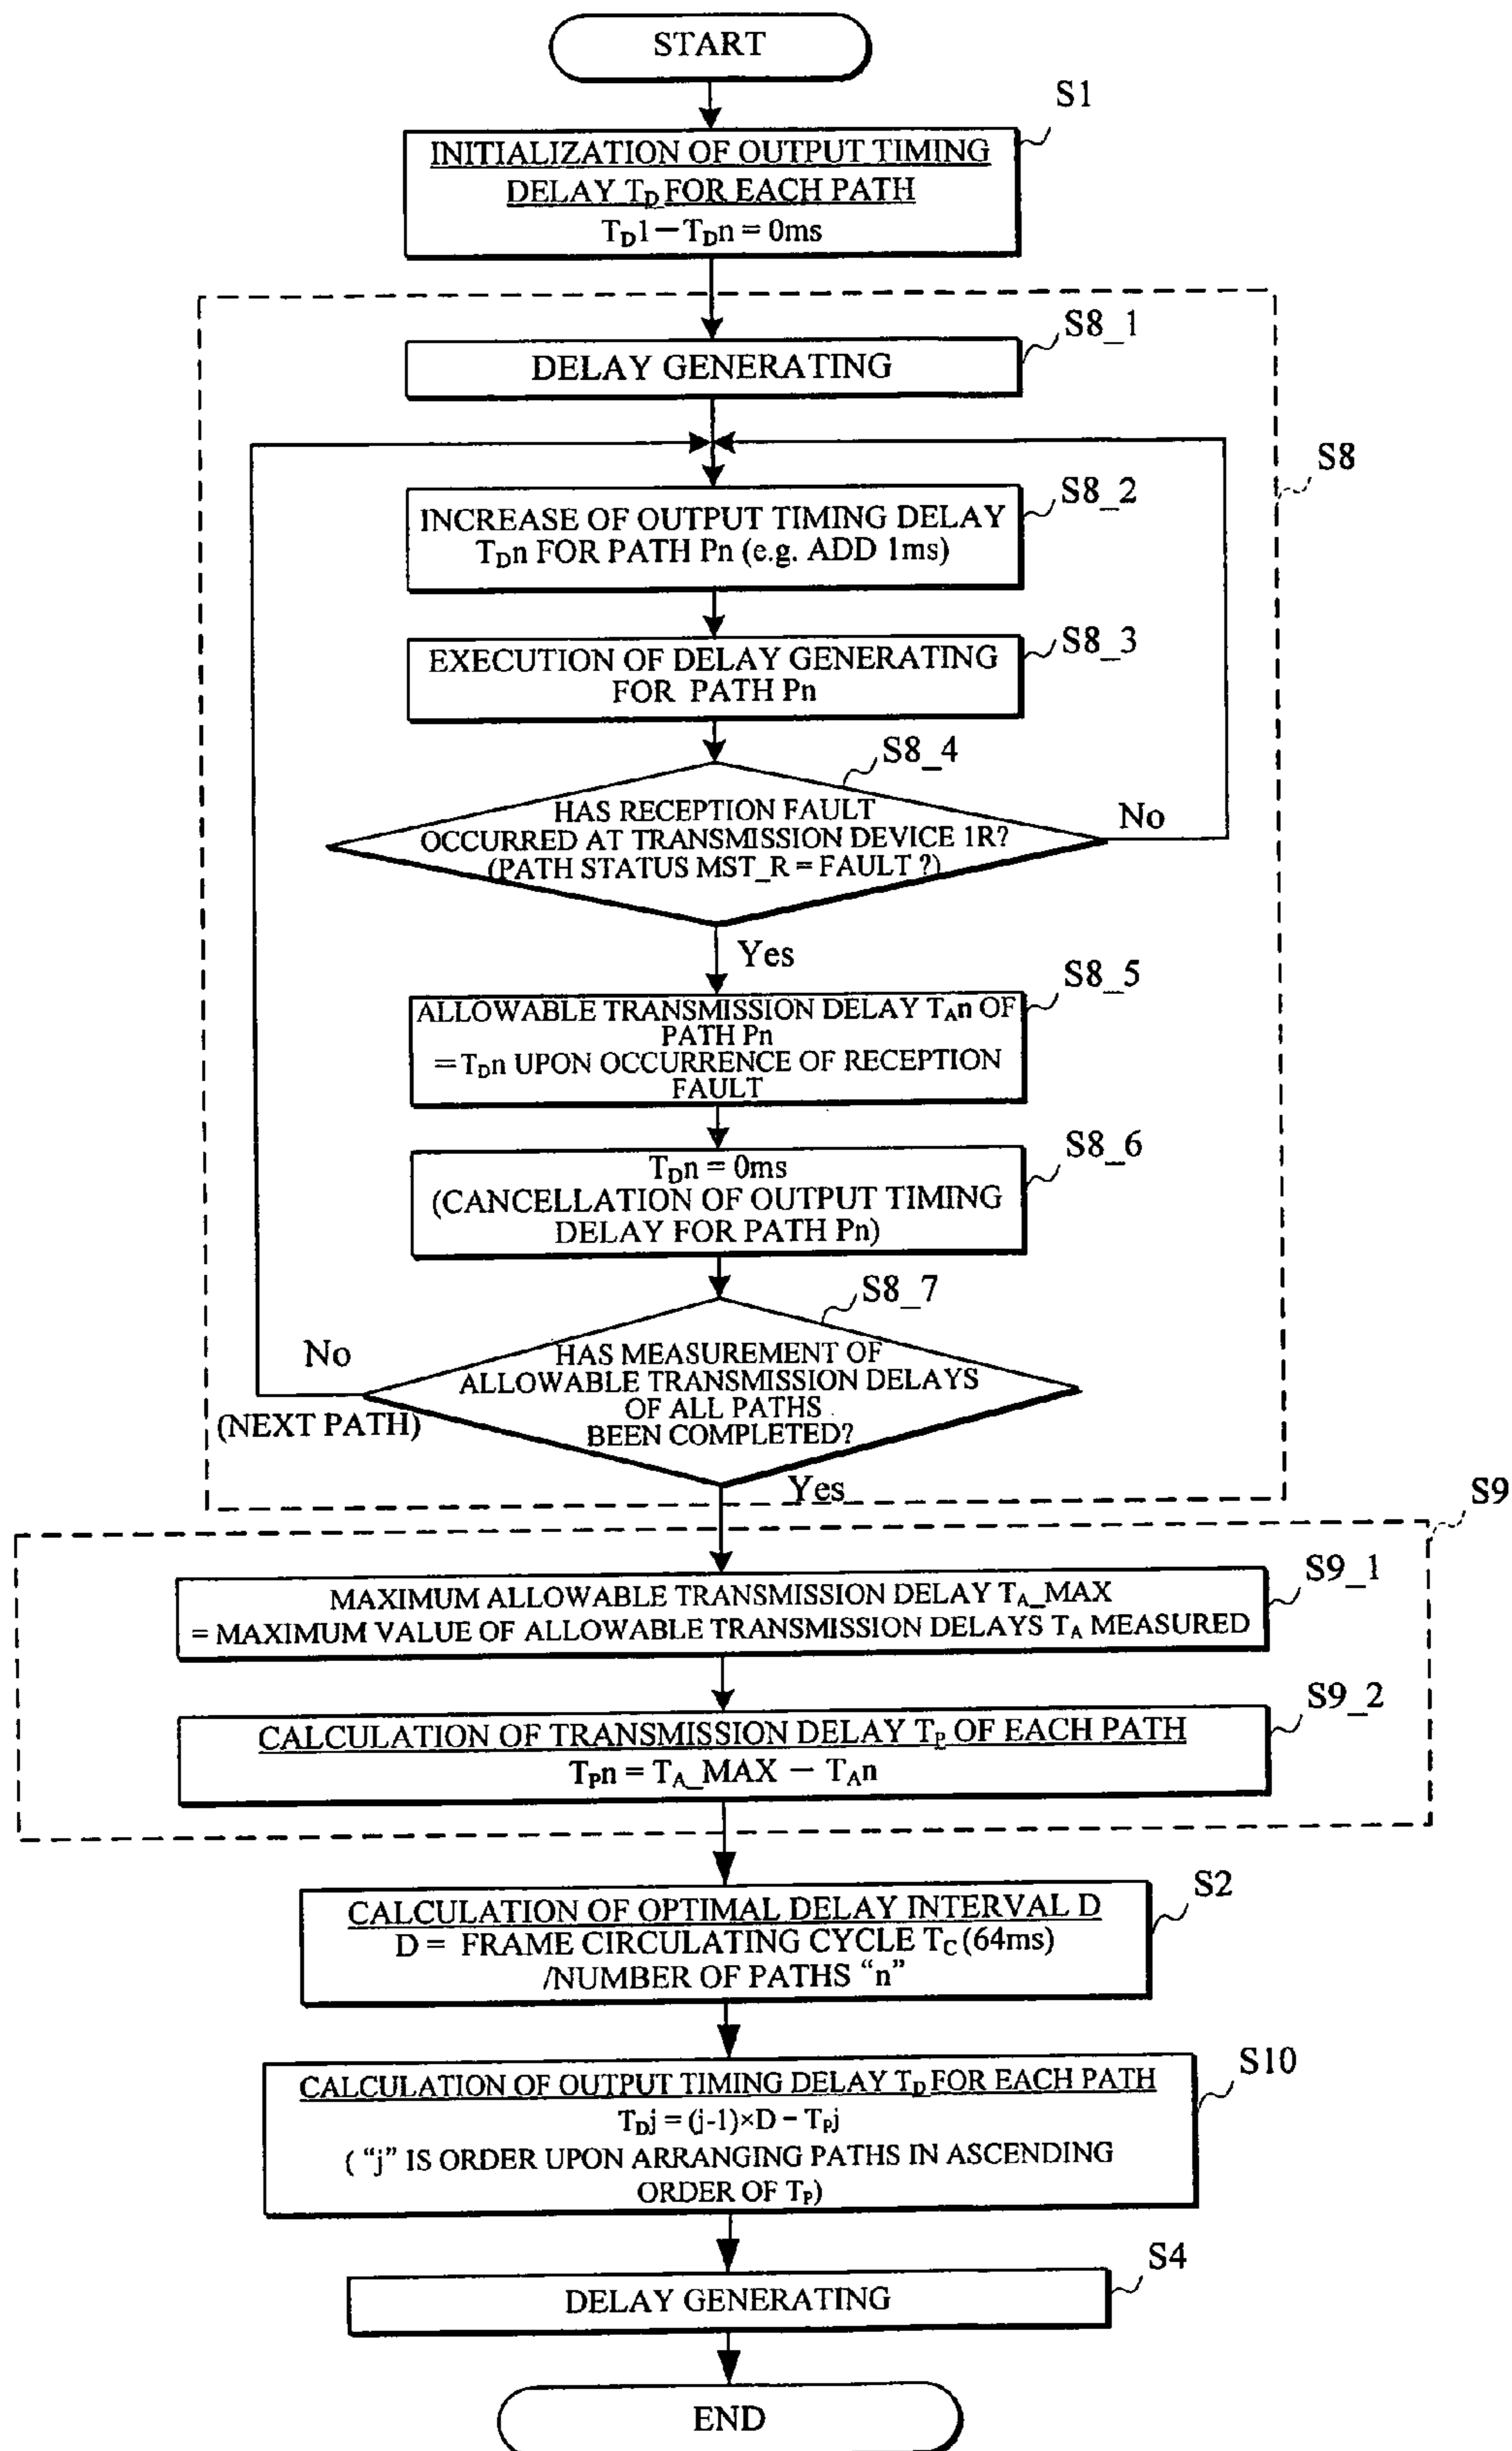 START
S1
INITIALIZATION OF OUTPUT TIMING
DELAY TD FOR EACH PATH
TD1－TDn = 0ms
S8_1
DELAY GENERATING
S8
S8_2
INCREASE OF OUTPUT TIMING DELAY
TDn FOR PATH Pn (e.g. ADD 1ms)
S8_3
EXECUTION OF DELAY GENERATING
FOR PATH Pn
S8_4
HAS RECEPTION FAULT
OCCURRED AT TRANSMISSION DEVICE 1R?
(PATH STATUS MST_R = FAULT ?)
No
Yes
S8_5
ALLOWABLE TRANSMISSION DELAY TAn OF
PATH Pn
= TDn UPON OCCURRENCE OF RECEPTION
FAULT
S8_6
TDn = 0ms
(CANCELLATION OF OUTPUT TIMING
DELAY FOR PATH Pn)
S8_7
HAS MEASUREMENT OF
ALLOWABLE TRANSMISSION DELAYS
OF ALL PATHS
BEEN COMPLETED?
No
(NEXT PATH)
Yes
S9
S9_1
MAXIMUM ALLOWABLE TRANSMISSION DELAY TA_MAX
= MAXIMUM VALUE OF ALLOWABLE TRANSMISSION DELAYS TA MEASURED
S9_2
CALCULATION OF TRANSMISSION DELAY TP OF EACH PATH
TPn = TA_MAX － TAn
S2
CALCULATION OF OPTIMAL DELAY INTERVAL D
D = FRAME CIRCULATING CYCLE TC (64ms)
/NUMBER OF PATHS “n”
S10
CALCULATION OF OUTPUT TIMING DELAY TD FOR EACH PATH
TDj = (j-1)×D－TPj
( “j” IS ORDER UPON ARRANGING PATHS IN ASCENDING
ORDER OF TP)
S4
DELAY GENERATING
END